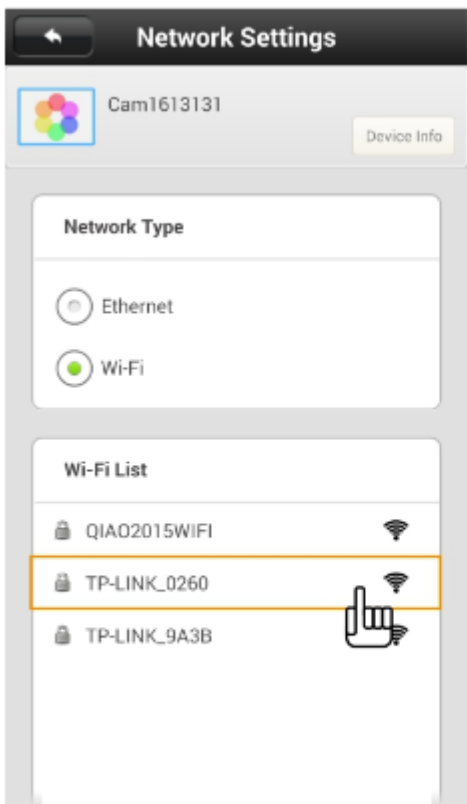 Network Settings
Cam1613131
Device Info
Network Type
Ethernet
Wi-Fi
Wi-Fi List
QIAO2015WIFI
TP-LINK_0260
TP-LINK_9A3B